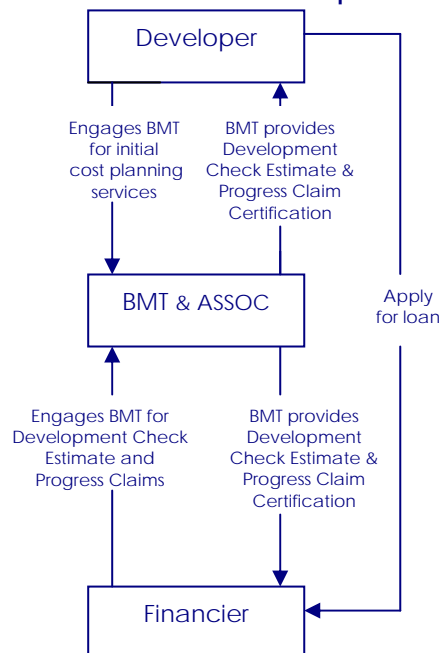 Developer
Engages BMT
for initial
cost planning
services
BMT provides
Development
Check Estimate &
Progress Claim
Certification
BMT & ASSOC
Apply
for loan
Engages BMT for
Development Check
Estimate and
Progress Claims
BMT provides
Development
Check Estimate &
Progress Claim
Certification
Financier